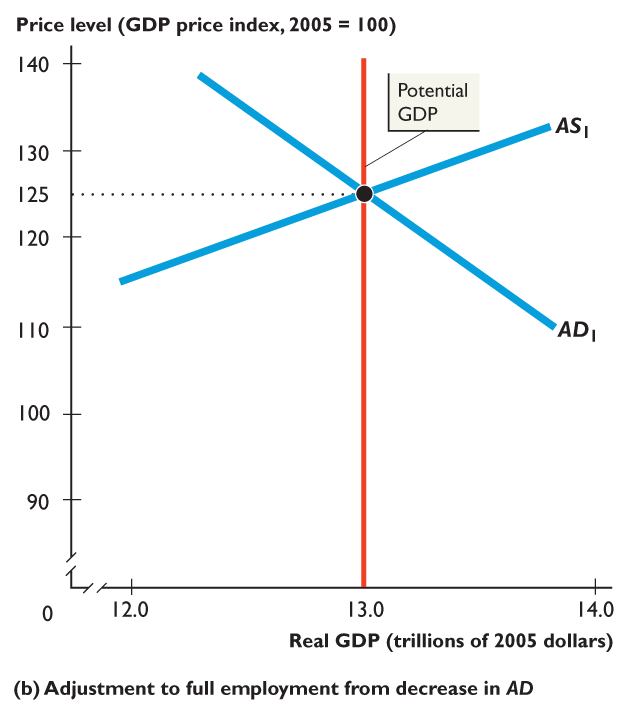 Price level (GDP price index, 2005 = 100)
140
Potential
GDP
130
AS1
125
120
110
AD1
100
90
0
12.0
13.0
14.0
Real GDP (trillions of 2005 dollars)
(b) Adjustment to full employment from decrease in AD